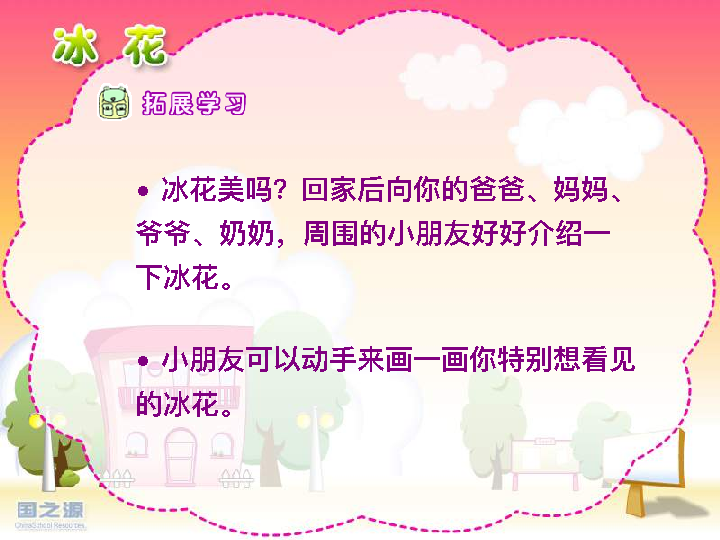 冰 花
拓展学习
• 冰花美吗？回家后向你的爸爸、妈妈、
爷爷、奶奶，周围的小朋友好好介绍一
下冰花。
• 小朋友可以动手来画一画你特别想看见
的冰花。
国之源